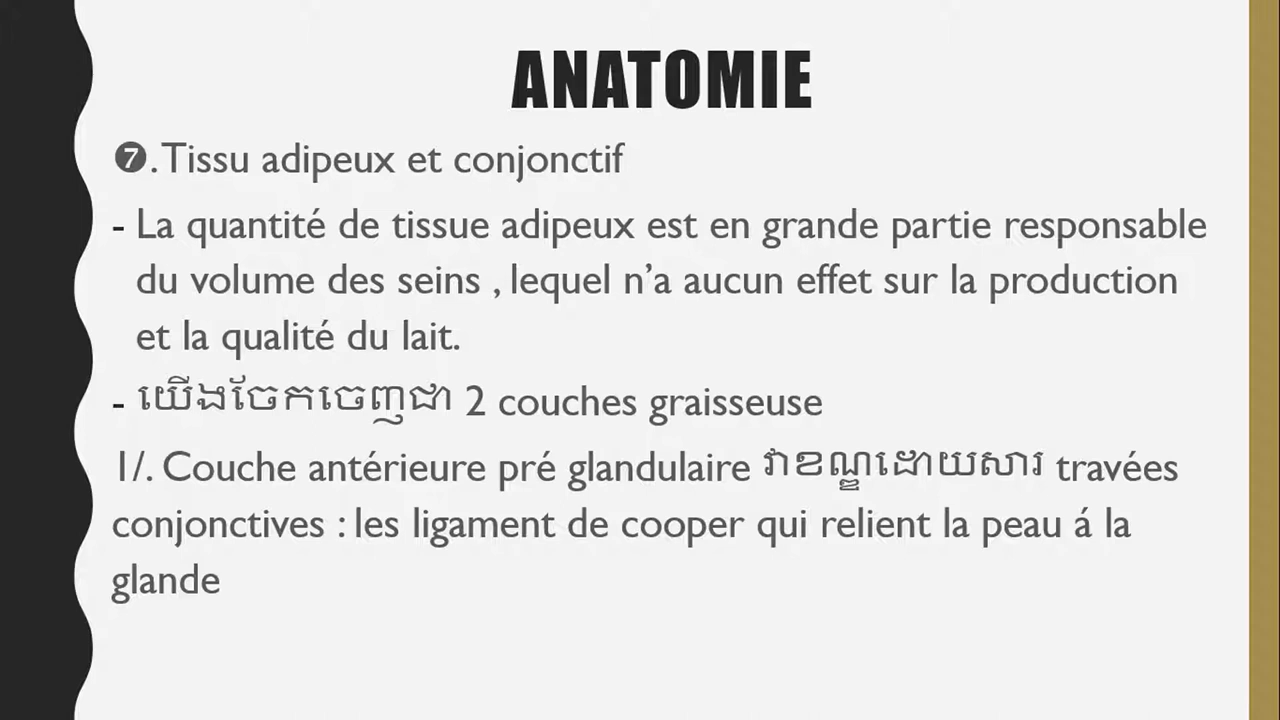 ANATOMIE
❼. Tissu adipeux et conjonctif
- La quantité de tissue adipeux est en grande partie responsable
du volume des seins , lequel n’a aucun effet sur la production
et la qualité du lait.
- យើងចែកចេញជា 2 couches graisseuse
1/. Couche antérieure pré glandulaire វាខណ្ឌដោយសារ travées
conjonctives : les ligament de cooper qui relient la peau á la
glande